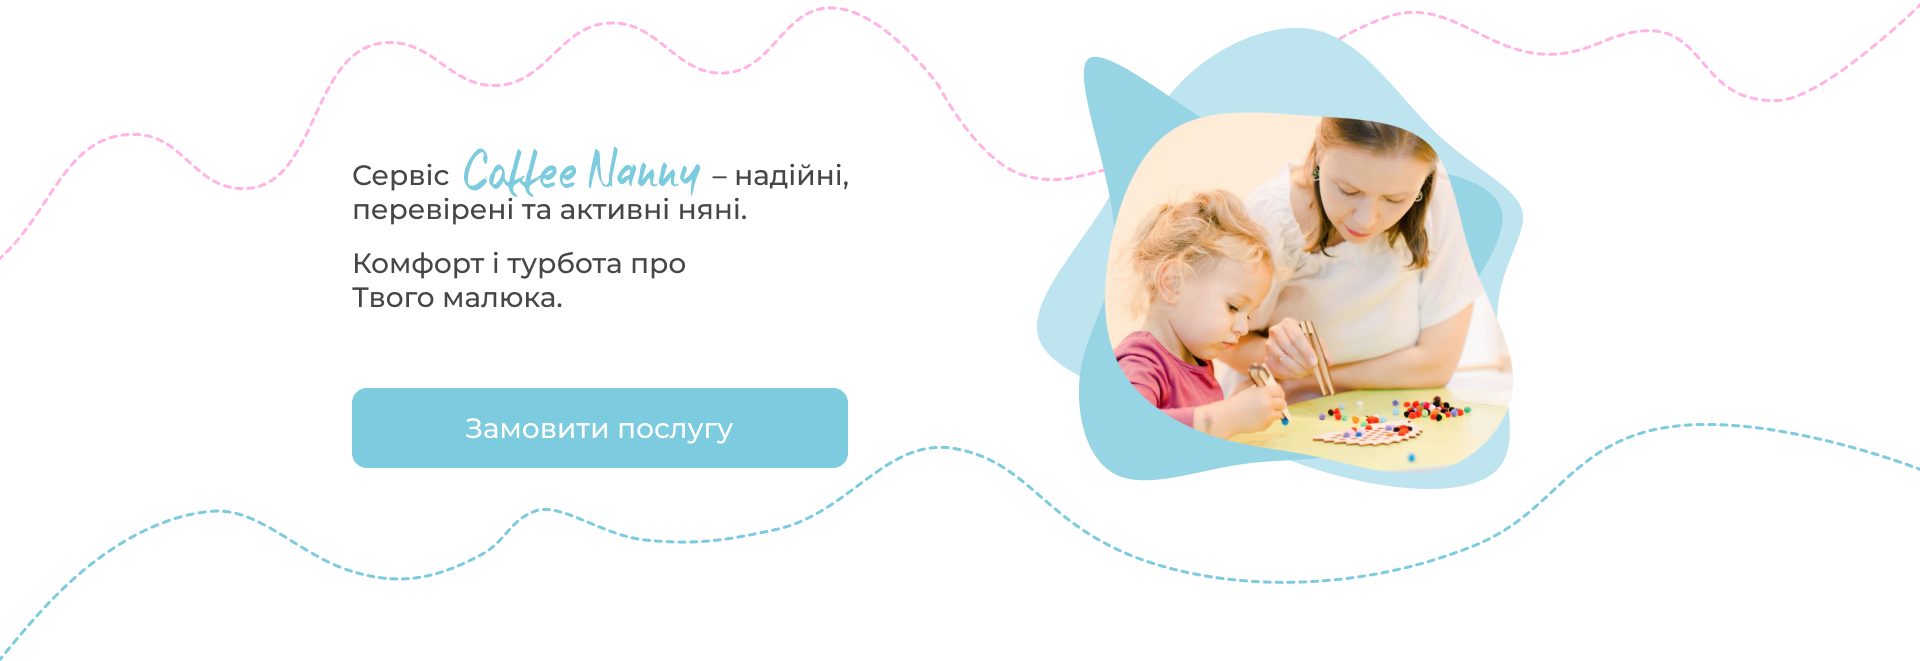 Сервіс Coffee Nanny – надійні,
перевірені та активні няні.
Комфорт і турбота про
Твого малюка.
Замовити послугу